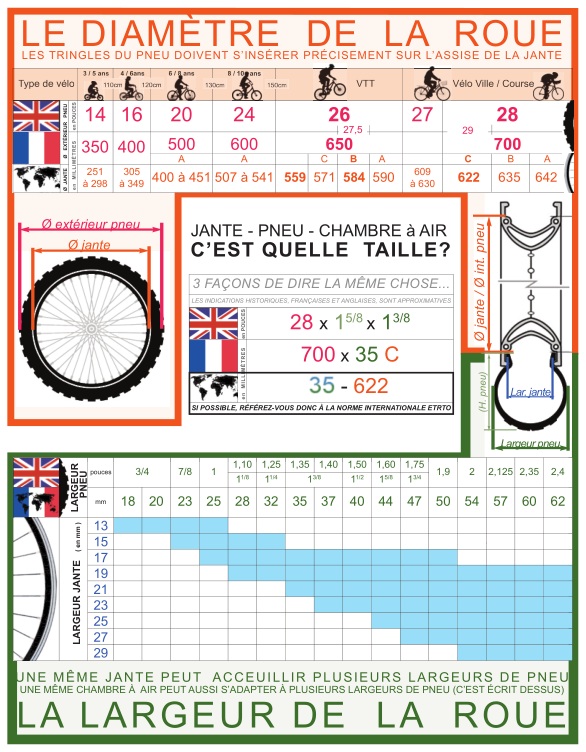 LE DIAMÈTRE DE LA ROUE
LES TRINGLES DU PNEU DOIVENT S'INSÉRER PRÉCISEMENT SUR L'ASSISE DE LA JANTE
Type de vélo 3 / 5 ans 110cm 4 / 6ans 120cm 6 / 8 ans 130cm 8 / 10 ans 150cm VTT Vélo Ville / Course
Ø EXTÉRIEUR PNEU en POUCES 14 16 20 24 26 27 28
27,5 29
en MILLIMÈTRES 350 400 500 600 650 700
A A A C B A C B A
Ø JANTE 251 à 298 305 à 349 400 à 451 507 à 541 559 571 584 590 609 à 630 622 635 642
Ø extérieur pneu
Ø jante
JANTE - PNEU - CHAMBRE à AIR
C'EST QUELLE TAILLE?
3 FAÇONS DE DIRE LA MÊME CHOSE...
LES INDICATIONS HISTORIQUES, FRANÇAISES ET ANGLAISES, SONT APPROXIMATIVES
en POUCES 28 x 1 5/8 x 1 3/8
en MILLIMÈTRES 700 x 35 C
35 - 622
SI POSSIBLE, RÉFÉREZ-VOUS DONC À LA NORME INTERNATIONALE ETRTO
Ø jante / Ø int. pneu
(H. pneu)
Lar. jante
Largeur pneu
LARGEUR PNEU
pouces 3/4 7/8 1 1,10 1,25 1,35 1,40 1,50 1,60 1,75 1,9 2 2,125 2,35 2,4
1 1/8 1 1/4 1 3/8 1 1/2 1 5/8 1 3/4
mm 18 20 23 25 28 32 35 37 40 44 47 50 54 57 60 62
LARGEUR JANTE (en mm)
13
15
17
19
21
23
25
27
29
UNE MÊME JANTE PEUT ACCEUILLIR PLUSIEURS LARGEURS DE PNEU
UNE MÊME CHAMBRE À AIR PEUT AUSSI S'ADAPTER À PLUSIEURS LARGEURS DE PNEU (C'EST ÉCRIT DESSUS)
LA LARGEUR DE LA ROUE